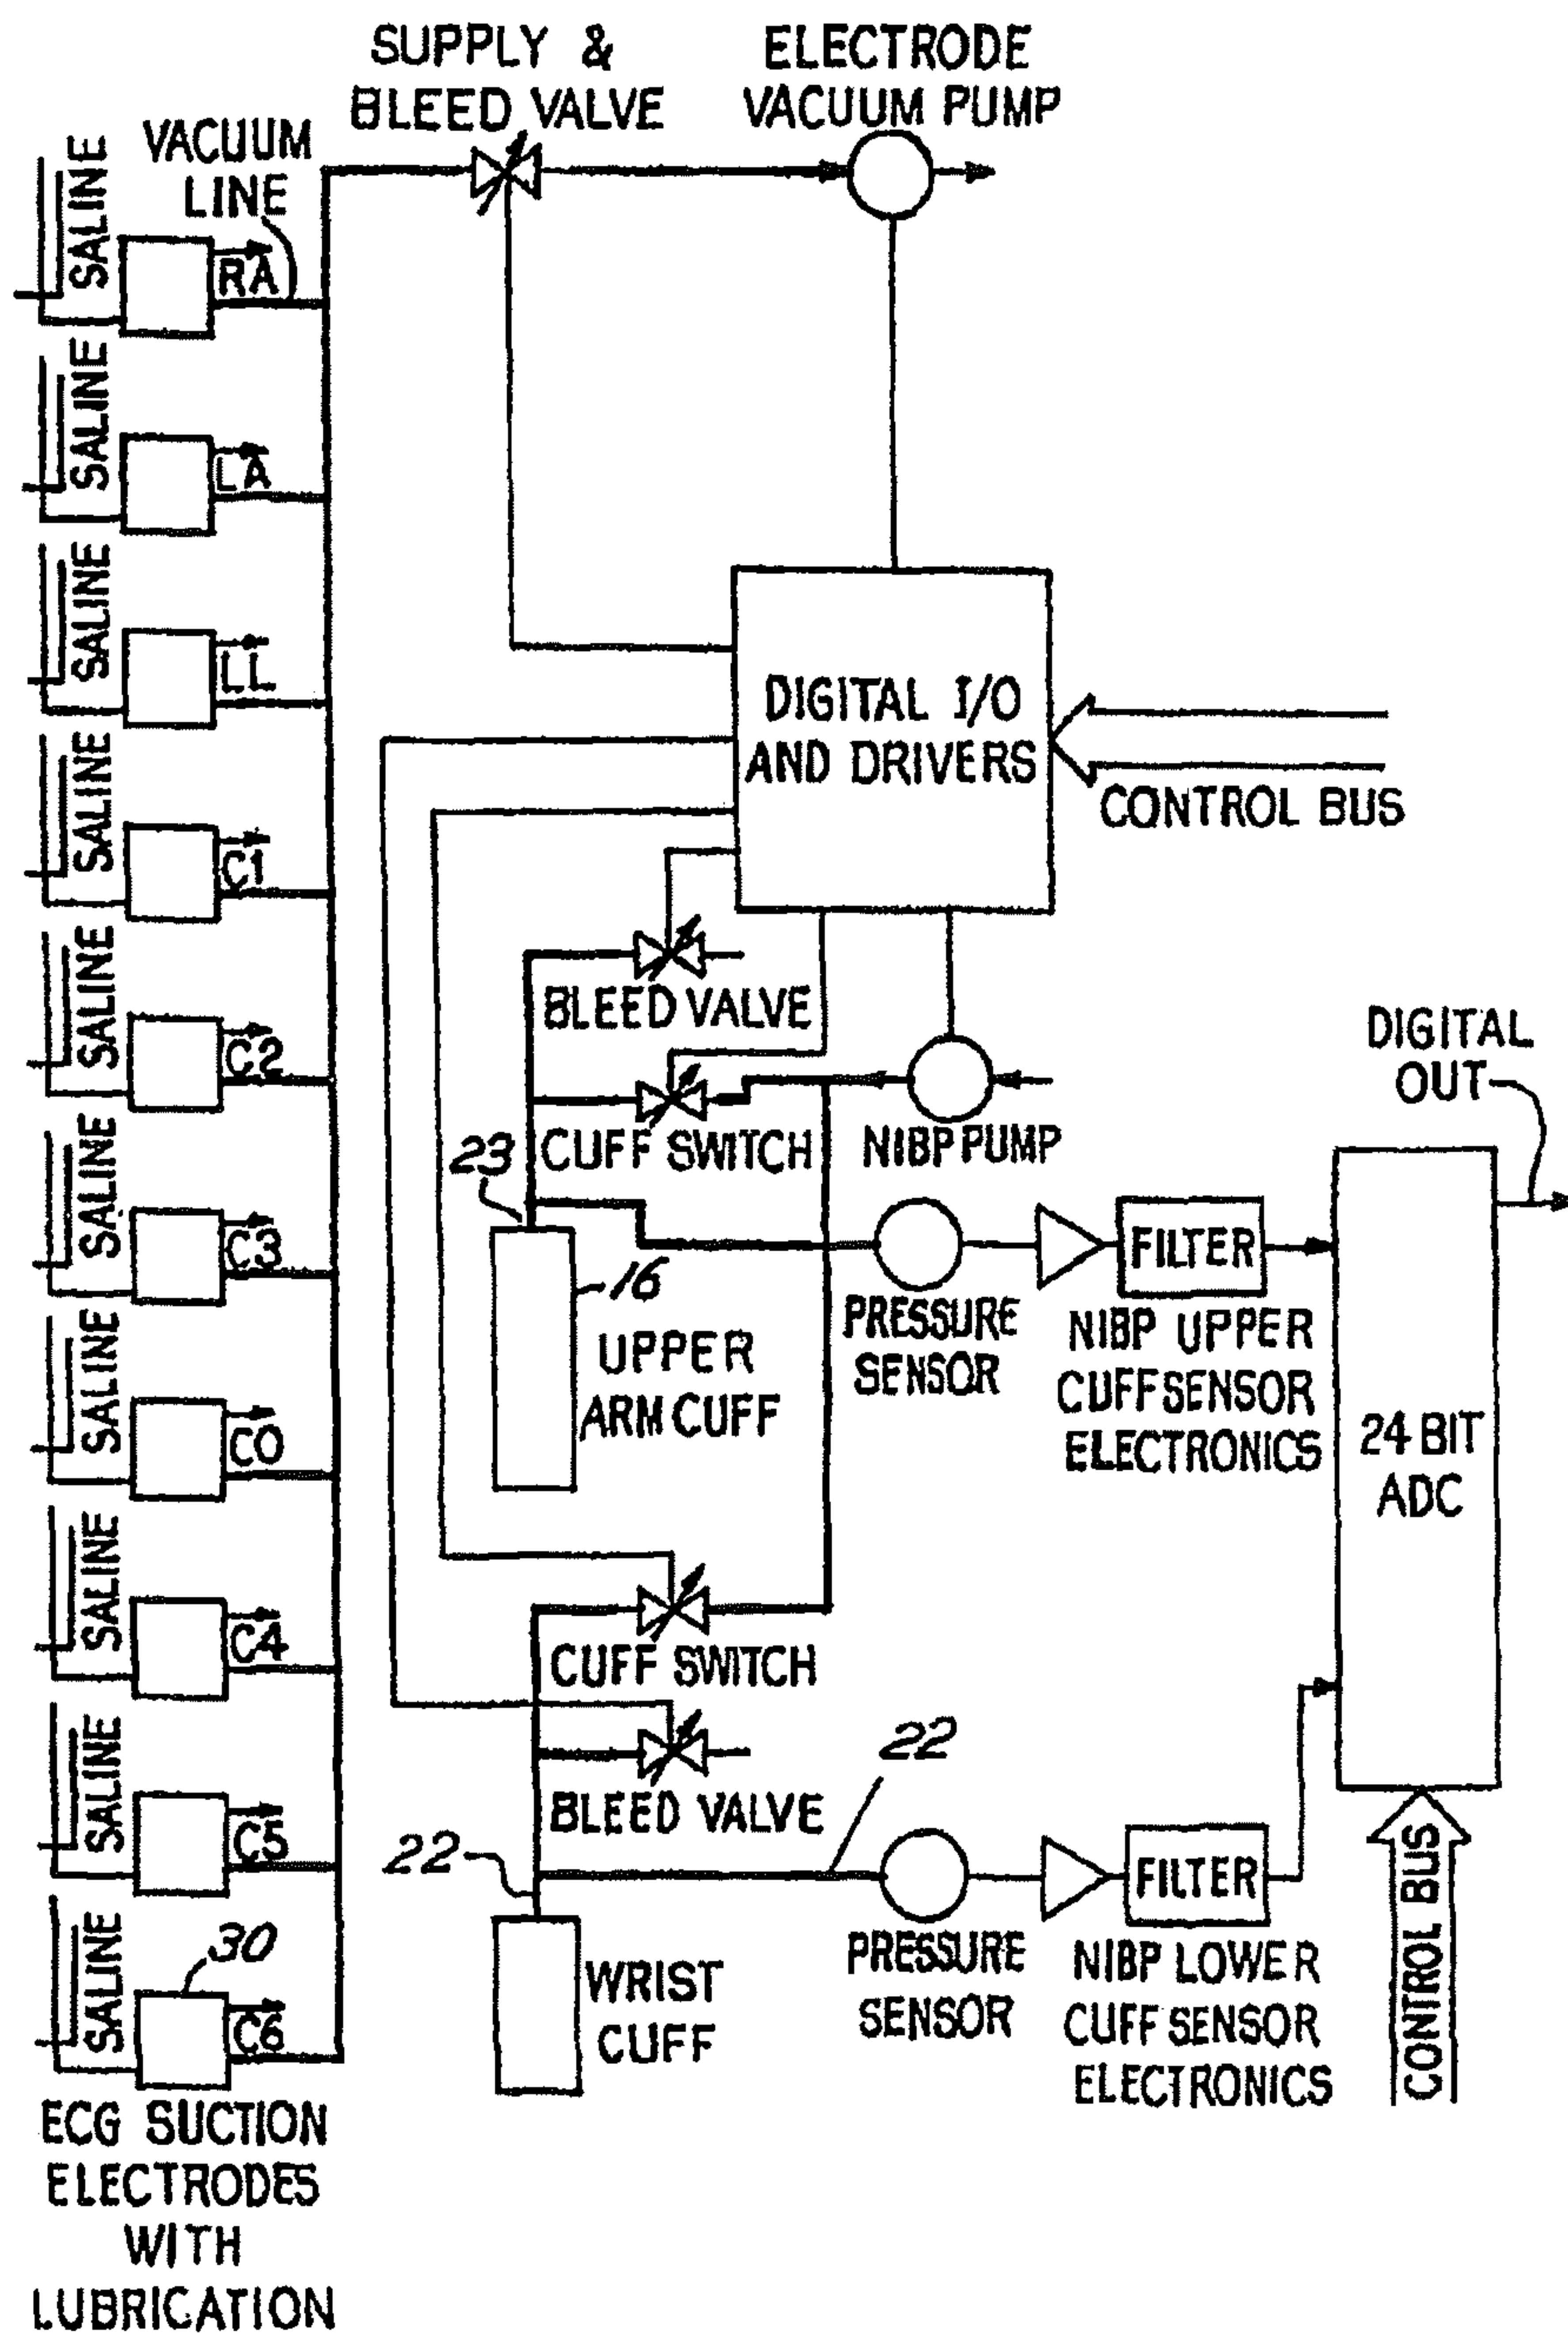 SUPPLY &
BLEED VALVE
ELECTRODE
VACUUM PUMP
VACUUM
LINE
SALINE
RA
SALINE
LA
SALINE
LL
SALINE
C1
SALINE
C2
SALINE
C3
SALINE
CO
SALINE
C4
SALINE
C5
SALINE
30
C6
ECG SUCTION
ELECTRODES
WITH
LUBRICATION
DIGITAL I/O
AND DRIVERS
CONTROL BUS
BLEED VALVE
CUFF SWITCH
NIBP PUMP
23
16
UPPER
ARM CUFF
PRESSURE
SENSOR
FILTER
NIBP UPPER
CUFF SENSOR
ELECTRONICS
DIGITAL
OUT
24 BIT
ADC
CUFF SWITCH
BLEED VALVE
22
22
WRIST
CUFF
PRESSURE
SENSOR
FILTER
NIBP LOWER
CUFF SENSOR
ELECTRONICS
CONTROL BUS